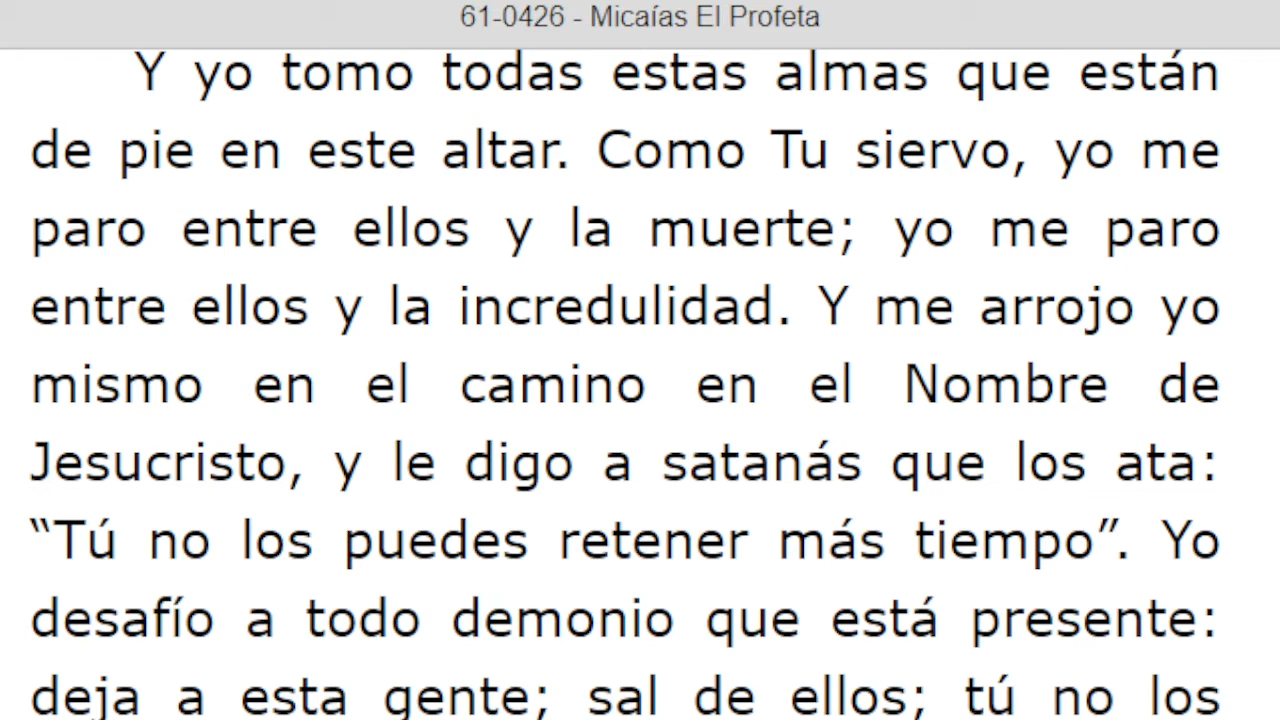 61-0426 - Micaías El Profeta
Y yo tomo todas estas almas que están
de pie en este altar. Como Tu siervo, yo me
paro entre ellos y la muerte; yo me paro
entre ellos y la incredulidad. Y me arrojo yo
mismo en el camino en el Nombre de
Jesucristo, y le digo a satanás que los ata:
“Tú no los puedes retener más tiempo”. Yo
desafío a todo demonio que está presente:
deja a esta gente; sal de ellos; tú no los